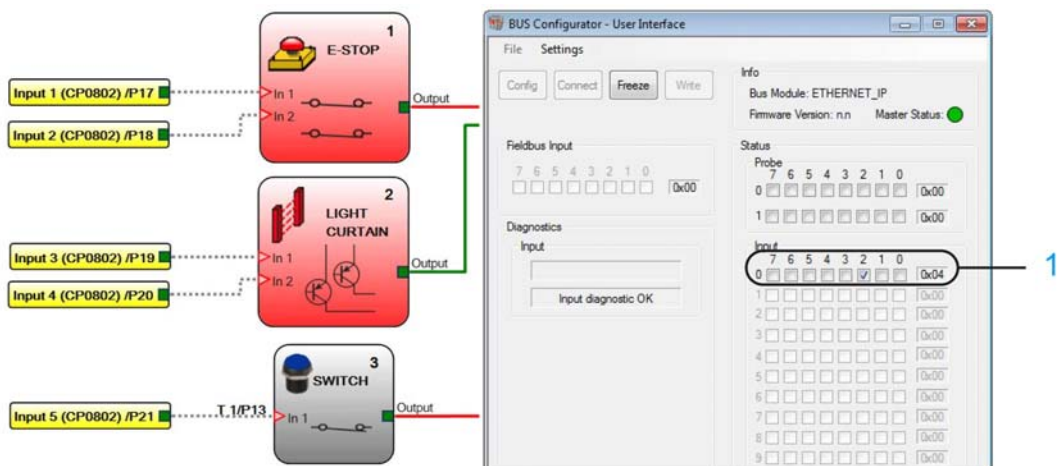 1
E-STOP
Input 1 (CP0802) /P17
In 1
Output
Input 2 (CP0802) /P18
In 2
2
LIGHT
CURTAIN
Input 3 (CP0802) /P19
In 1
Output
Input 4 (CP0802) /P20
In 2
3
SWITCH
Input 5 (CP0802) /P21
T.1/P13
In 1
Output
BUS Configurator - User Interface
File Settings
Config Connect Freeze Write
Info
Bus Module: ETHERNET_IP
Firmware Version: n.n Master Status:
Fieldbus Input
7 6 5 4 3 2 1 0
0x00
Diagnostics
Input
Input diagnostic OK
Status
Probe
7 6 5 4 3 2 1 0
0 0x00
1 0x00
Input
7 6 5 4 3 2 1 0
0 0x04
1 0x00
2 0x00
3 0x00
4 0x00
5 0x00
6 0x00
7 0x00
8 0x00
9 0x00
1